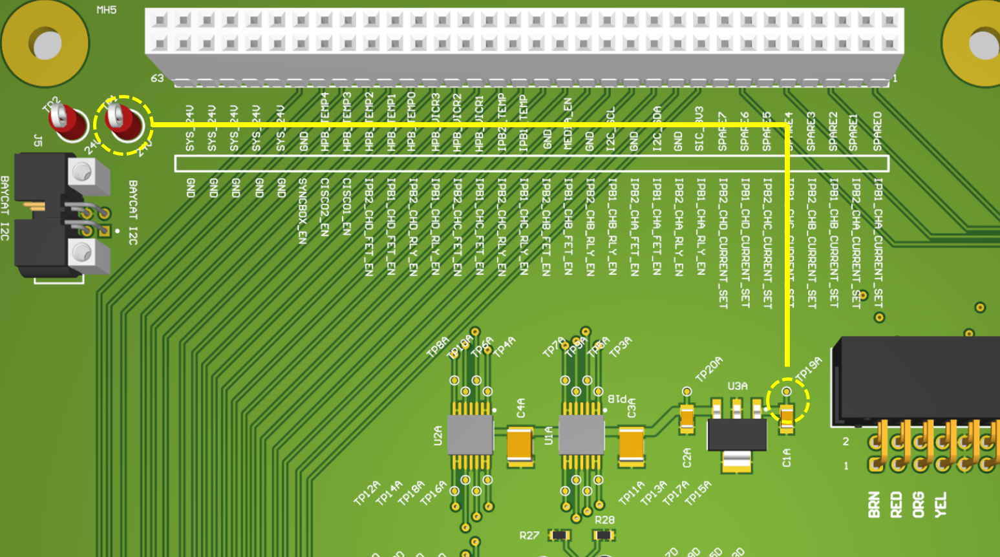 MH5
63
1
TP2
SYS_24V
SYS_24V
SYS_24V
SYS_24V
SYS_24V
GND
HPB_TEMP4
HPB_TEMP3
HPB_TEMP2
HPB_TEMP1
HPB_TEMP0
HPB_VICR3
HPB_VICR2
HPB_VICR1
IPB2_TEMP
IPB1_TEMP
GND
MEDIA_EN
GND
I2C_SCL
GND
I2C_SDA
GND
SIC_3V3
SPARE7
SPARE6
SPARE5
SPARE4
SPARE3
SPARE2
SPARE1
SPARE0
J5
24V
24V
BAYCAT I2C
BAYCAT I2C
GND
GND
GND
GND
GND
SYNCBOX_EN
CISCO2_EN
CISCO1_EN
IPB2_CHD_FET_EN
IPB1_CHD_FET_EN
IPB2_CHD_RLY_EN
IPB1_CHD_RLY_EN
IPB2_CHC_FET_EN
IPB1_CHC_FET_EN
IPB2_CHC_RLY_EN
IPB1_CHC_RLY_EN
IPB2_CHB_FET_EN
IPB1_CHB_FET_EN
IPB2_CHB_RLY_EN
IPB1_CHB_RLY_EN
IPB2_CHA_FET_EN
IPB1_CHA_FET_EN
IPB2_CHA_RLY_EN
IPB1_CHA_RLY_EN
IPB2_CHD_CURRENT_SET
IPB1_CHD_CURRENT_SET
IPB2_CHC_CURRENT_SET
IPB1_CHC_CURRENT_SET
IPB2_CHB_CURRENT_SET
IPB1_CHB_CURRENT_SET
IPB2_CHA_CURRENT_SET
IPB1_CHA_CURRENT_SET
TP8A
TP10A
TP6A
TP4A
TP7A
TP9A
TP5A
TP3A
TP20A
TP19A
U3A
P1B
C4A
C3A
U2A
U1A
C2A
C1A
2
1
TP12A
TP14A
TP18A
TP16A
TP11A
TP13A
TP17A
TP15A
BRN
RED
ORG
YEL
R27
R28